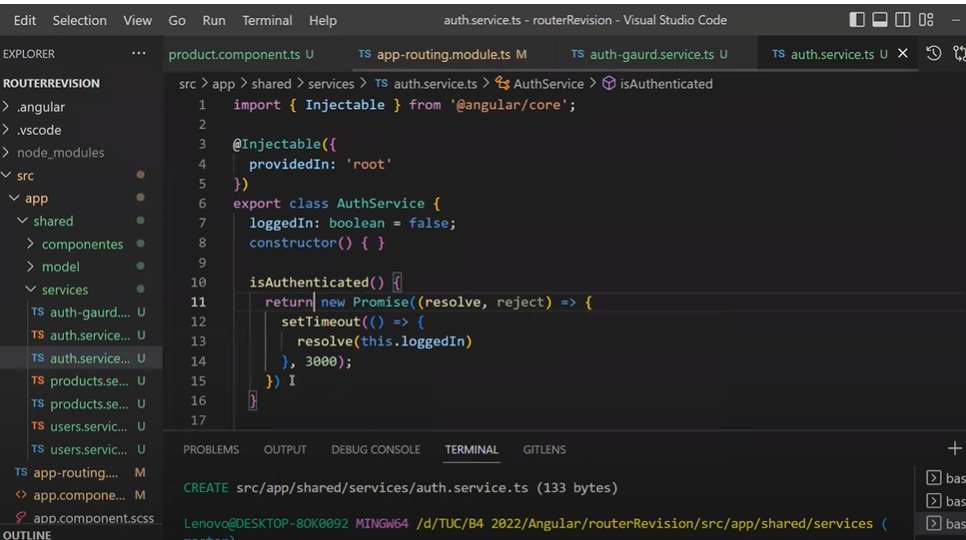 Edit Selection View Go Run Terminal Help auth.service.ts - routerRevision - Visual Studio Code
EXPLORER ...
product.component.ts U TS app-routing.module.ts M TS auth-gaurd.service.ts U TS auth.service.ts U
ROUTERREVISION
> .angular
> .vscode
> node_modules
src
app
shared
> componentes
> model
services
TS auth-gaurd.... U
TS auth.service... U
TS auth.service... U
TS products.se... U
TS products.se... U
TS users.servic... U
TS users.servic... U
TS app-routing.... M
<> app.compone... M
app.component.scss
OUTLINE
src > app > shared > services > TS auth.service.ts > AuthService > isAuthenticated
1 import { Injectable } from '@angular/core';
2
3 @Injectable({
4 providedIn: 'root'
5 })
6 export class AuthService {
7 loggedIn: boolean = false;
8 constructor() { }
9
10 isAuthenticated() {
11 return new Promise((resolve, reject) => {
12 setTimeout(() => {
13 resolve(this.loggedIn)
14 }, 3000);
15 })
16 }
17
PROBLEMS OUTPUT DEBUG CONSOLE TERMINAL GITLENS
CREATE src/app/shared/services/auth.service.ts (133 bytes)
Lenovo@DESKTOP-8OK0092 MINGW64 /d/TUC/B4 2022/Angular/routerRevision/src/app/shared/services (
master)
bas
bas
bas